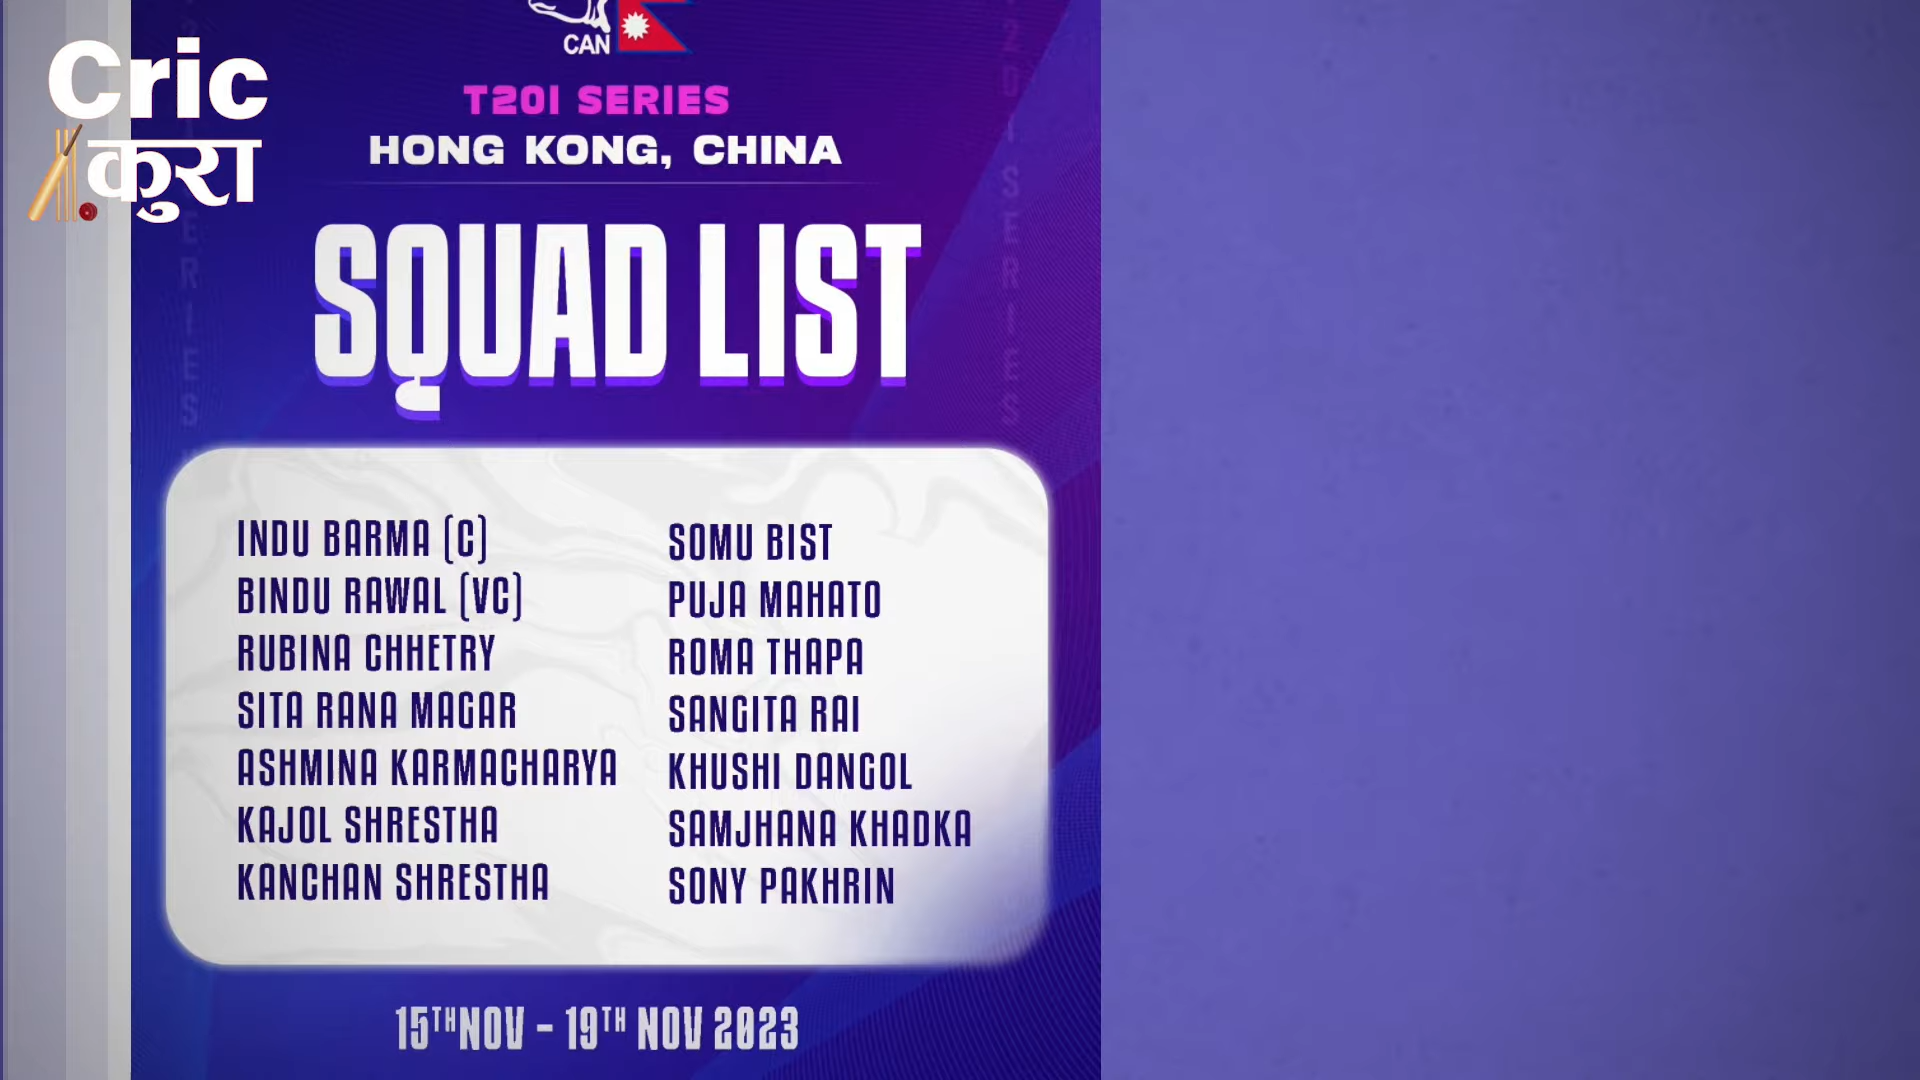 Cric
कुरा
CAN
T20I SERIES
HONG KONG, CHINA
SQUAD LIST
INDU BARMA (C)
BINDU RAWAL (VC)
RUBINA CHHETRY
SITA RANA MAGAR
ASHMINA KARMACHARYA
KAJOL SHRESTHA
KANCHAN SHRESTHA
SOMU BIST
PUJA MAHATO
ROMA THAPA
SANGITA RAI
KHUSHI DANGOL
SAMJHANA KHADKA
SONY PAKHRIN
15TH NOV - 19TH NOV 2023